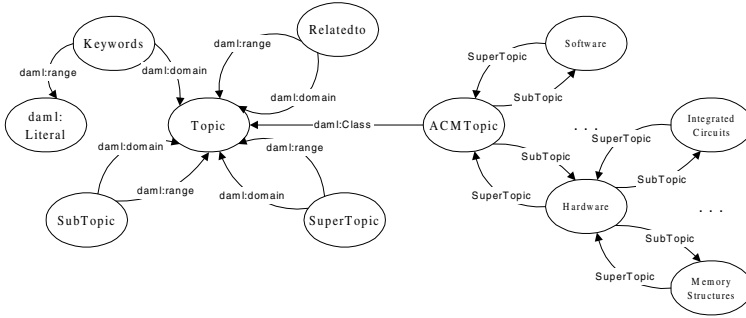 Relatedto
Keywords
Software
daml:range
SuperTopic
daml:range
daml:domain
daml:domain
SubTopic
daml:
Literal
Topic
daml:Class
ACMTopic
. . .
Integrated
Circuits
SuperTopic
daml:domain
daml:range
SubTopic
SubTopic
daml:range
daml:domain
SuperTopic
Hardware
. . .
SubTopic
SuperTopic
SubTopic
SuperTopic
Memory
Structures